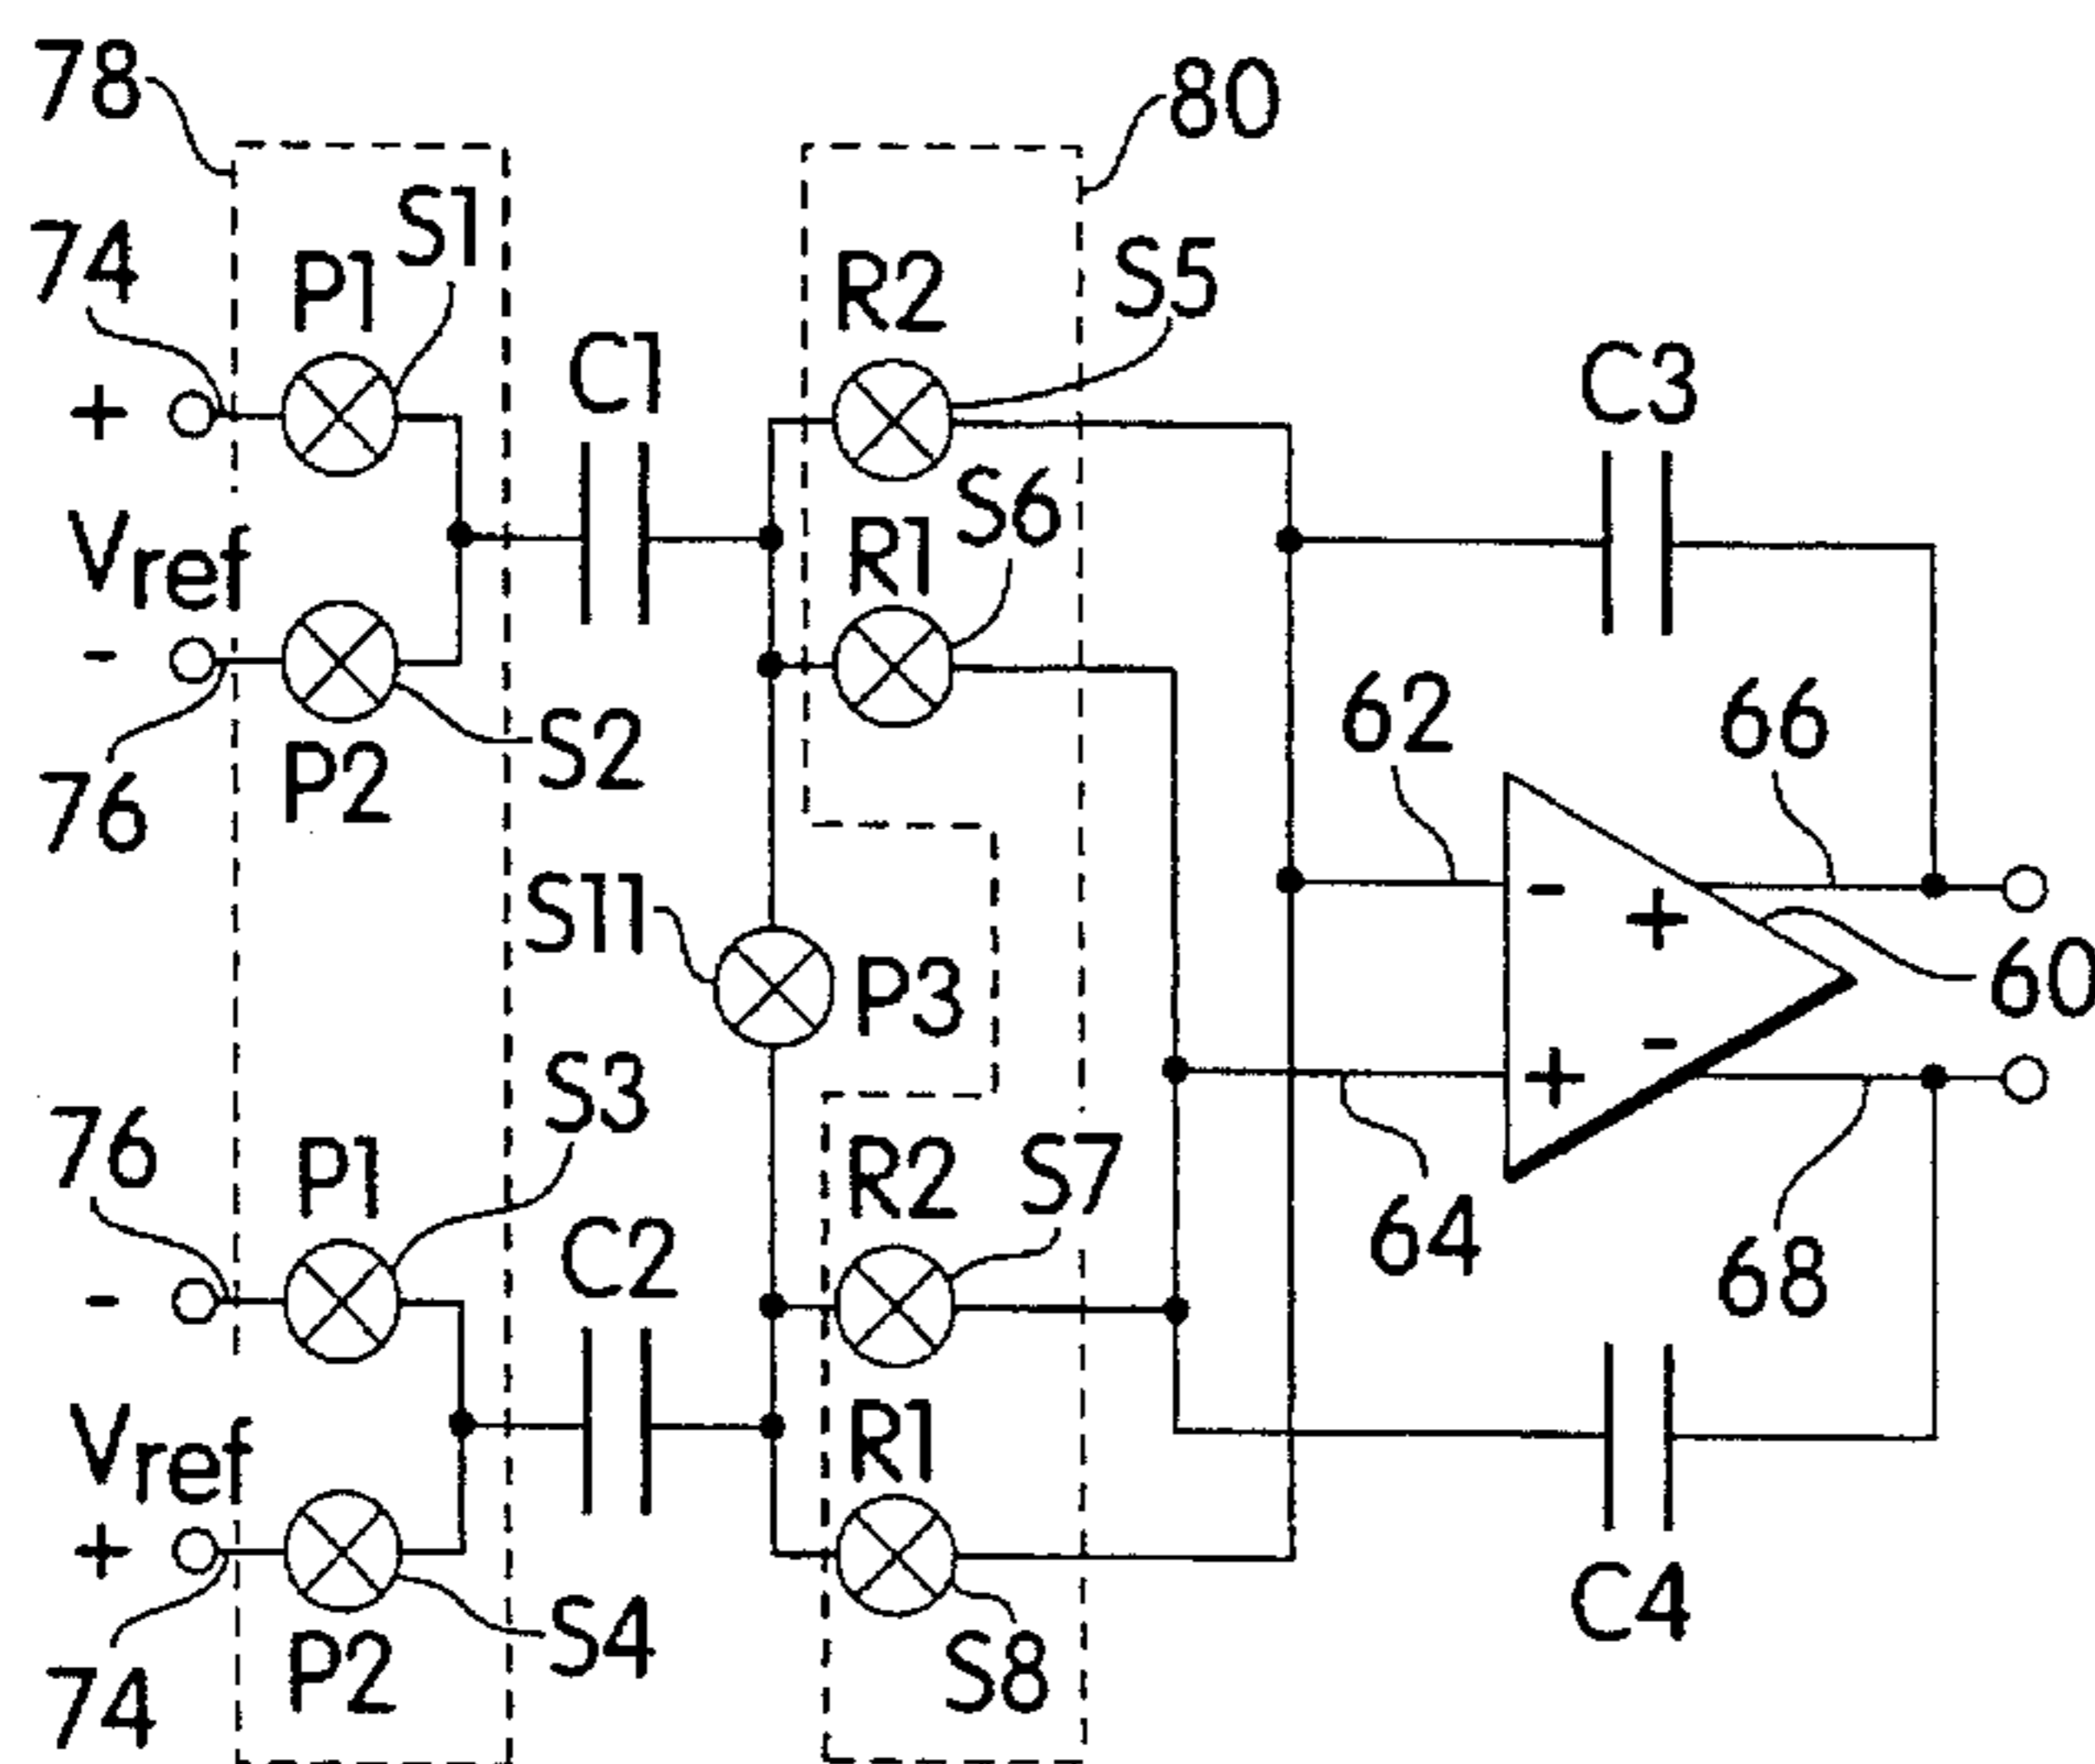 78
80
S1
74
P1
R2
S5
C1
C3
+
S6
R1
Vref
-
62
66
S2
P2
76
S11
-
+
P3
60
S3
+
-
76
P1
R2
S7
64
C2
68
-
R1
Vref
+
C4
S4
P2
S8
74